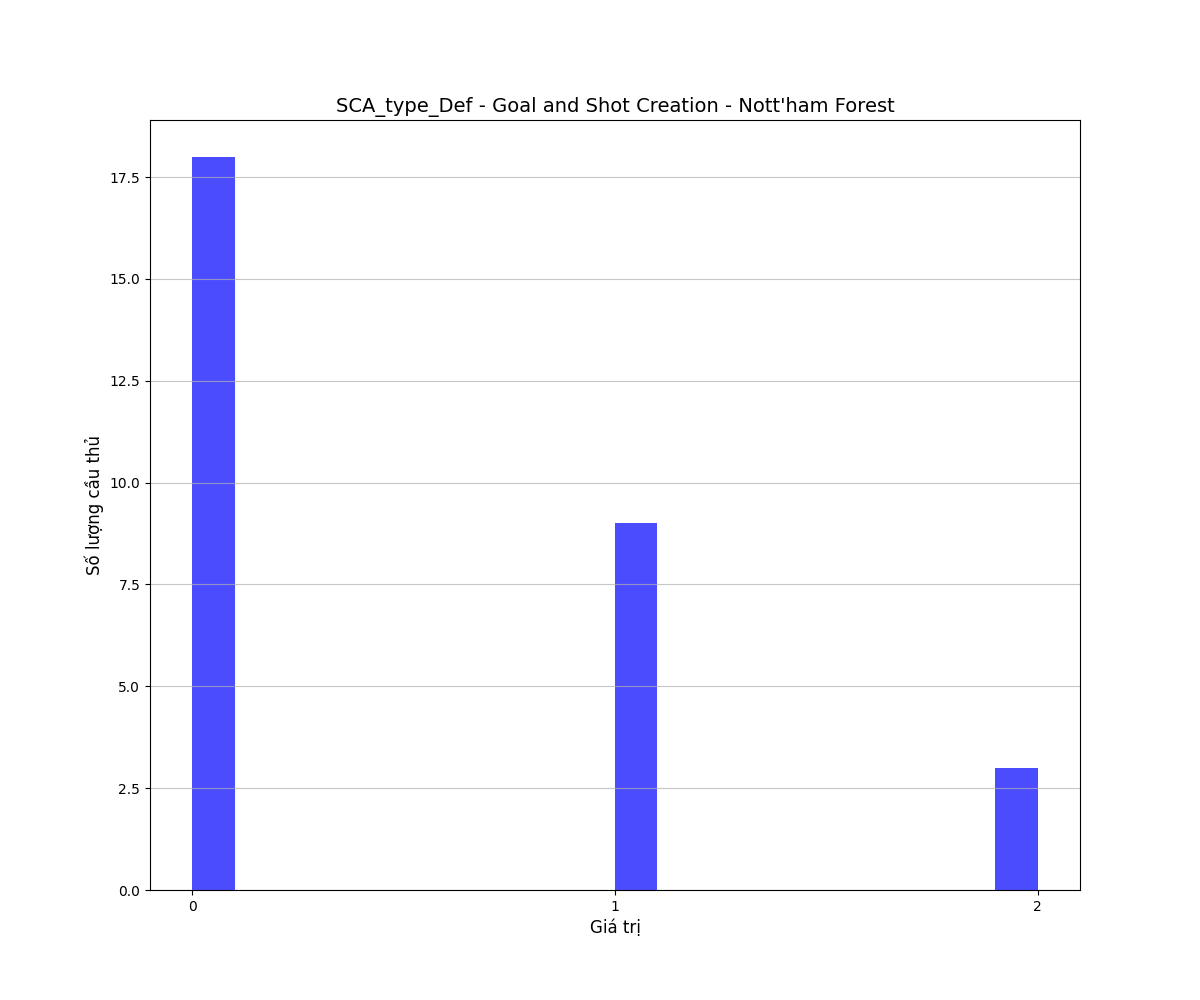 SCA_type_Def - Goal and Shot Creation - Nott'ham Forest
Số lượng cầu thủ
17.5
15.0
12.5
10.0
7.5
5.0
2.5
0.0
0 1 2
Giá trị